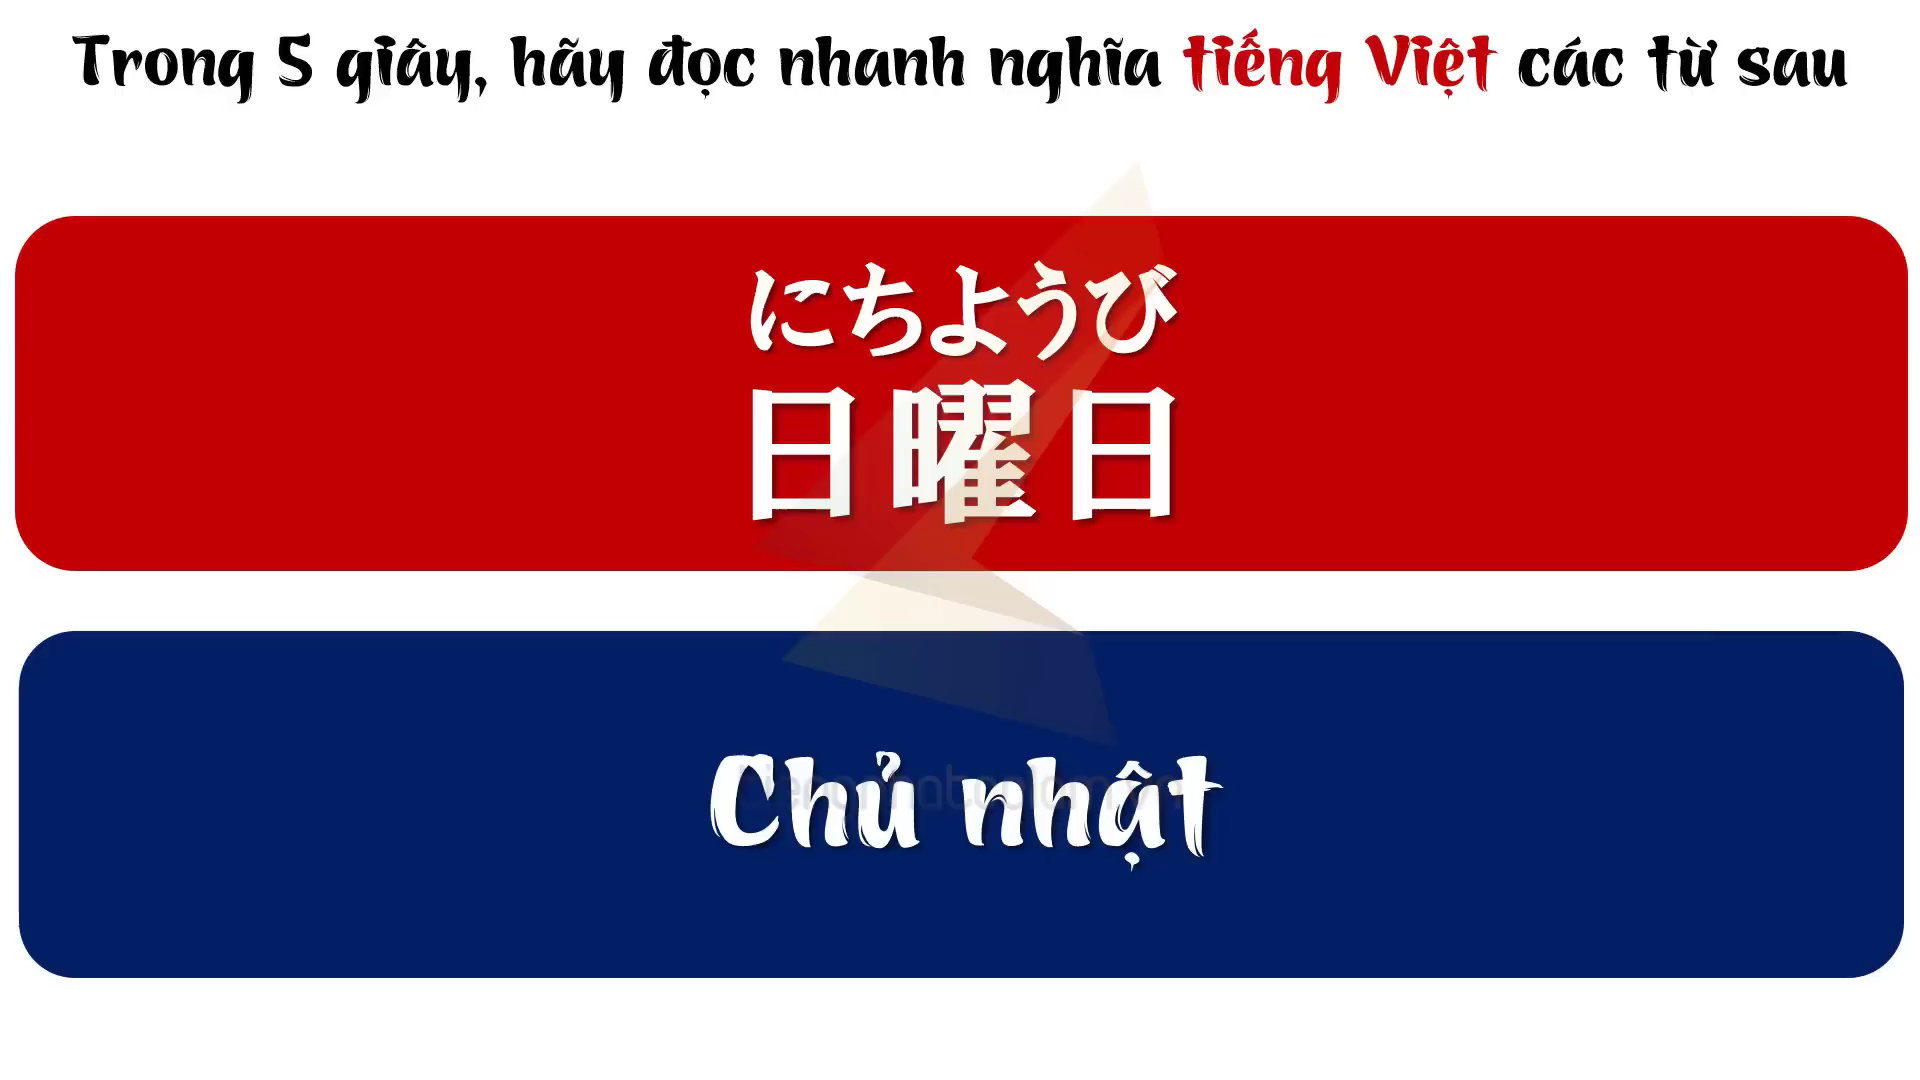 Trong 5 giây, hãy đọc nhanh nghĩa tiếng Việt các từ sau
にちようび
日曜日
Chủ nhật